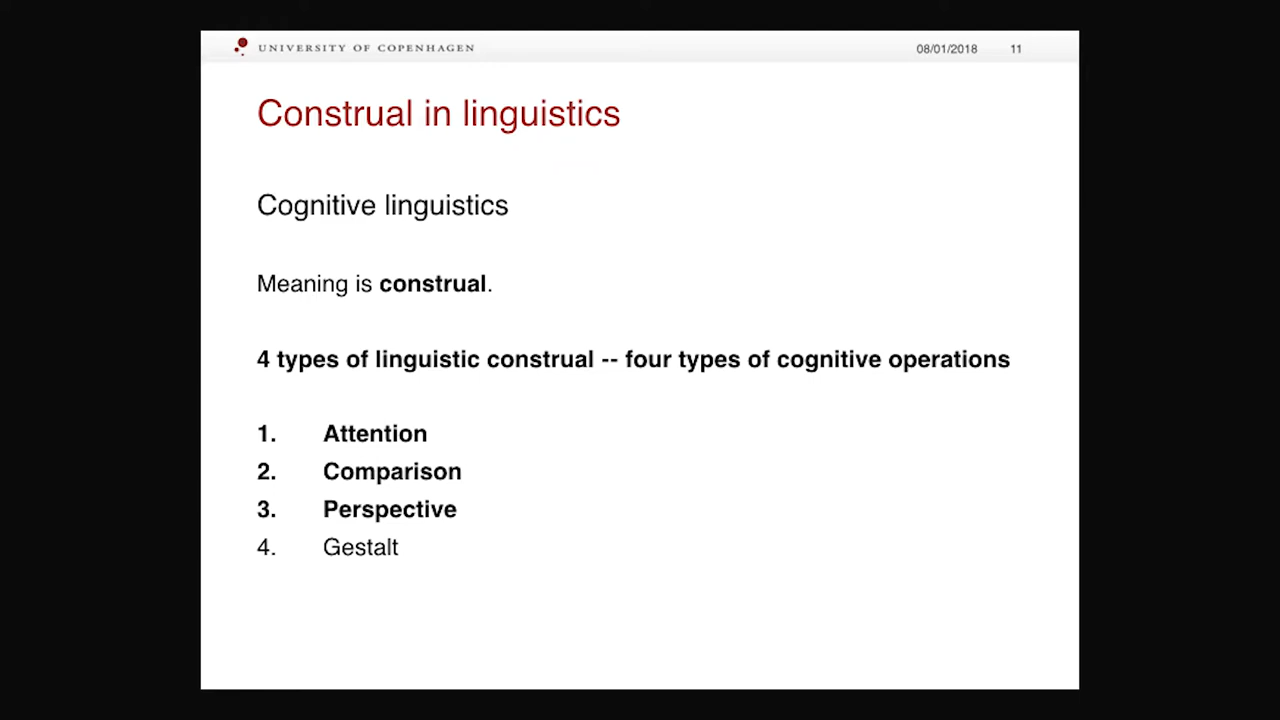 UNIVERSITY OF COPENHAGEN 08/01/2018 11
Construal in linguistics
Cognitive linguistics
Meaning is construal.
4 types of linguistic construal -- four types of cognitive operations
1. Attention
2. Comparison
3. Perspective
4. Gestalt